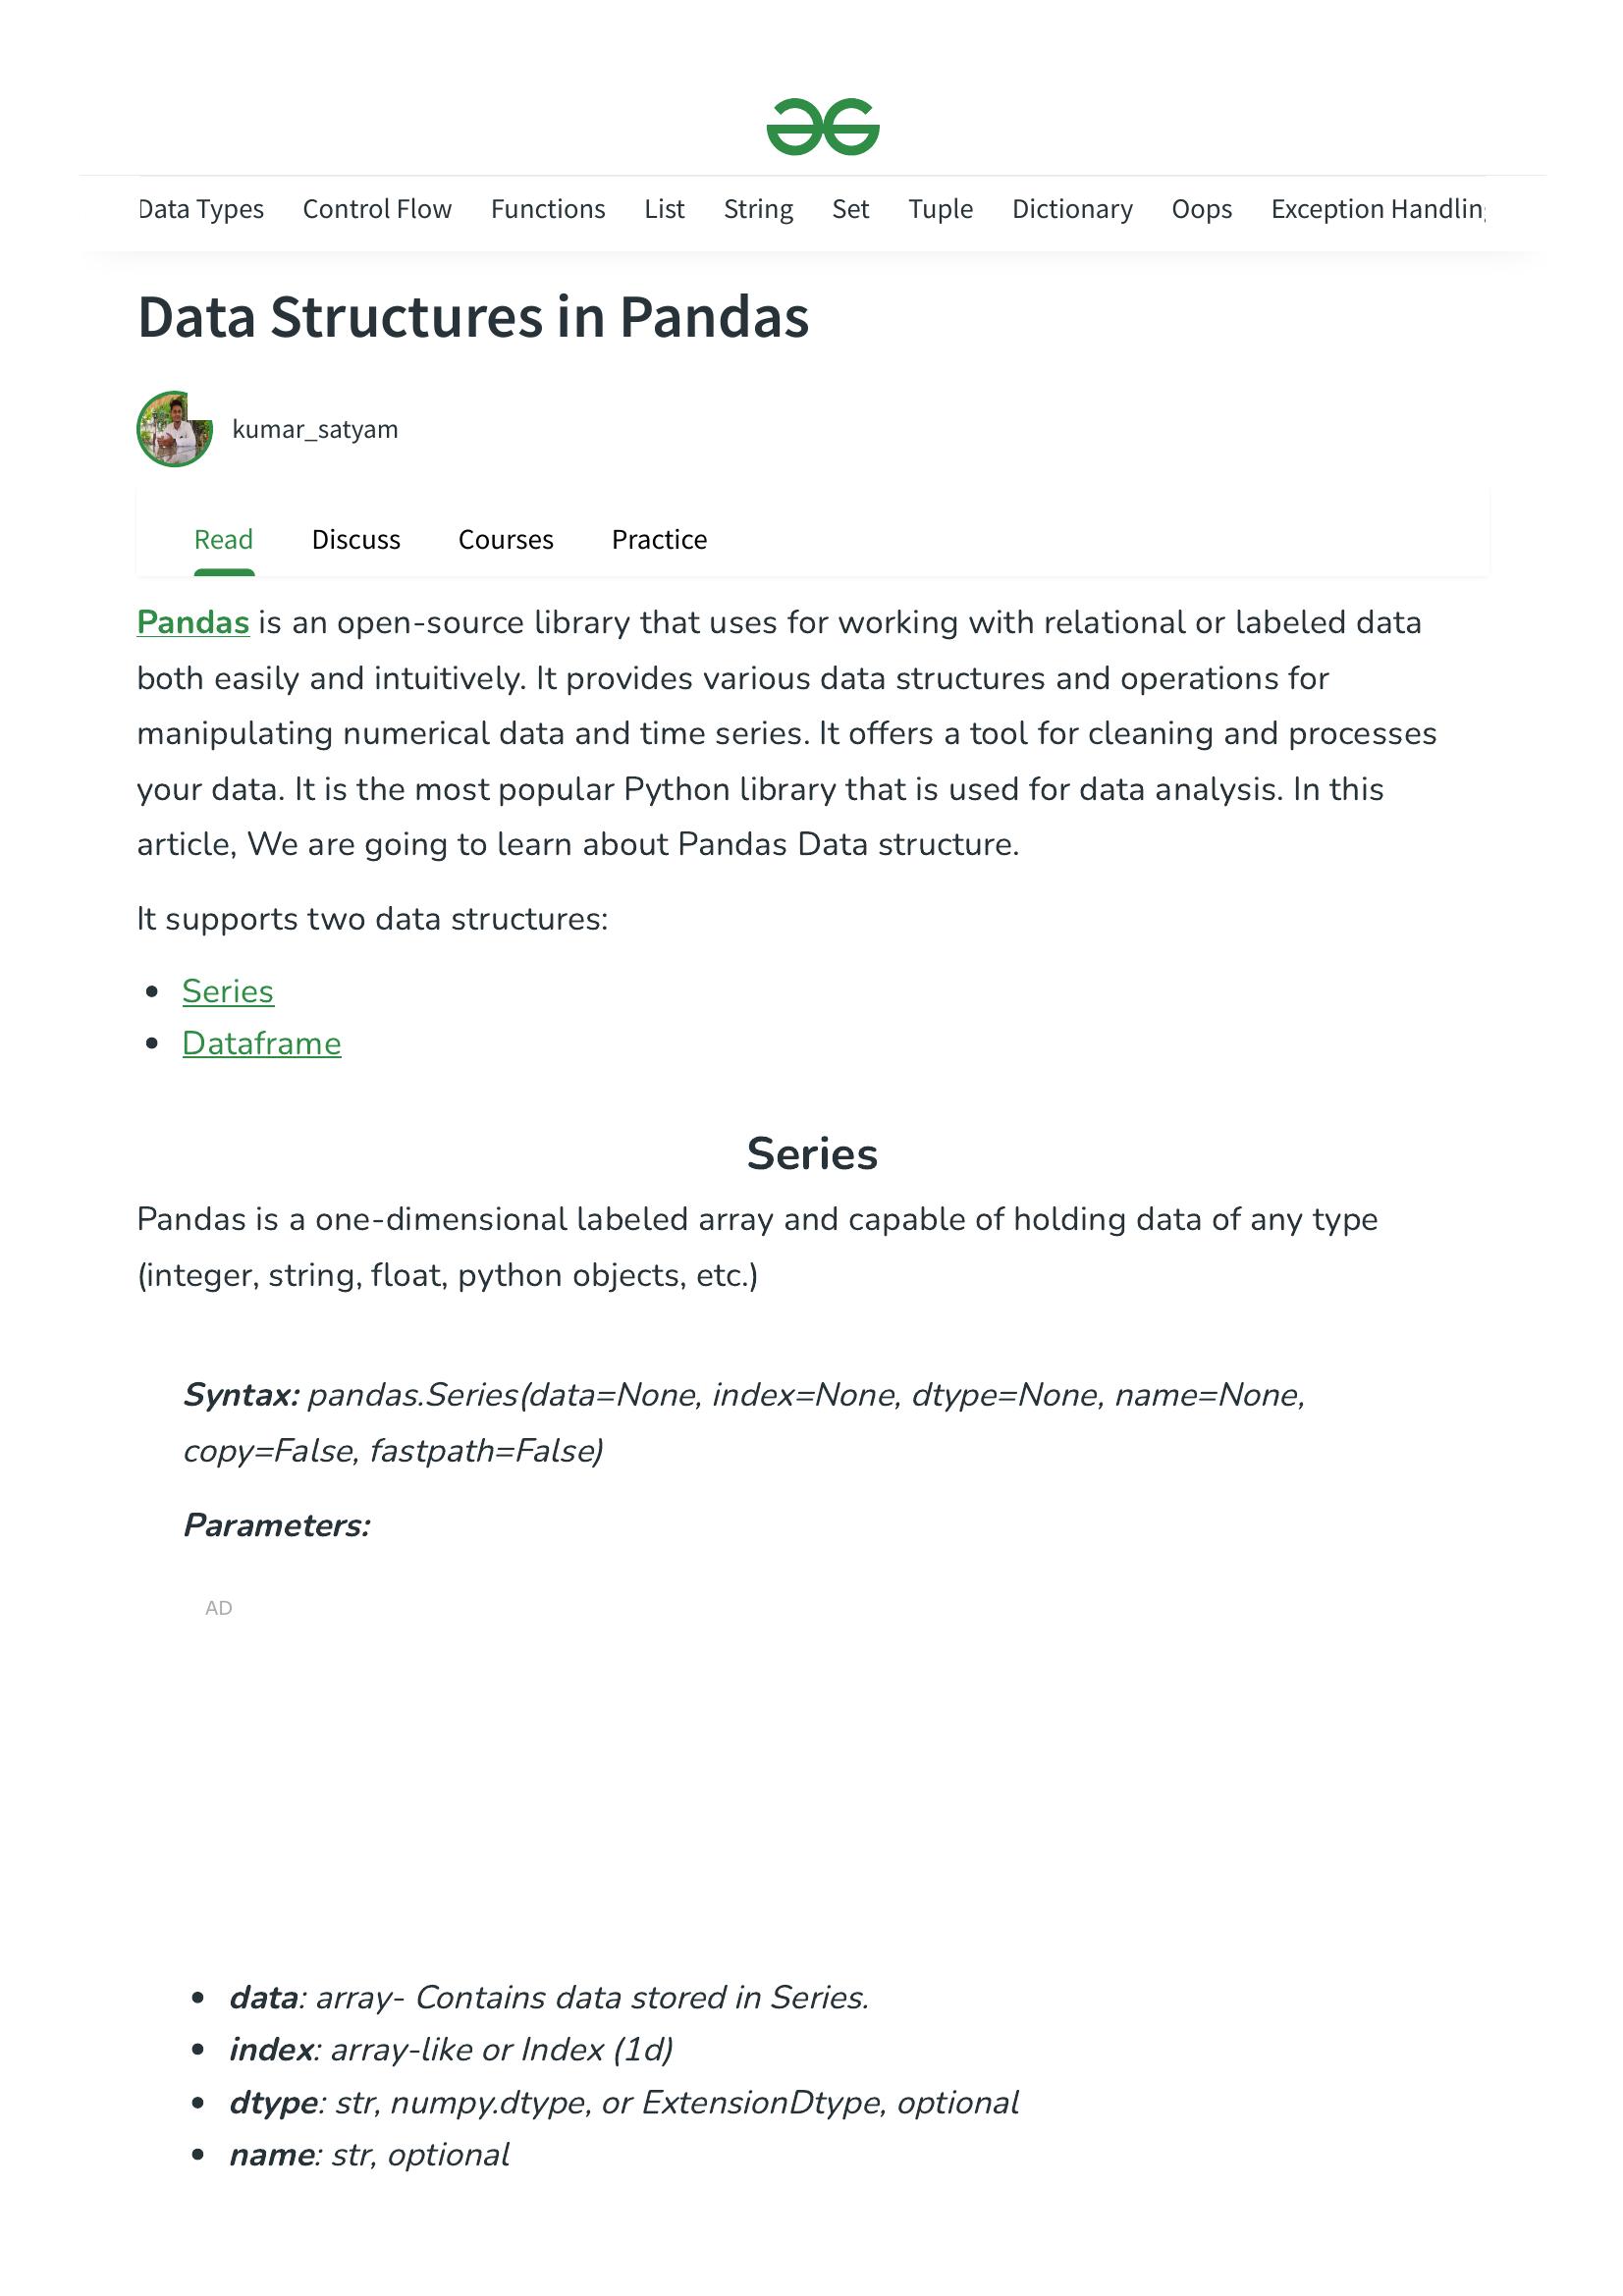 Data Types Control Flow Functions List String Set Tuple Dictionary Oops Exception Handling
Data Structures in Pandas
kumar_satyam
Read Discuss Courses Practice
Pandas is an open-source library that uses for working with relational or labeled data
both easily and intuitively. It provides various data structures and operations for
manipulating numerical data and time series. It offers a tool for cleaning and processes
your data. It is the most popular Python library that is used for data analysis. In this
article, We are going to learn about Pandas Data structure.
It supports two data structures:
• Series
• Dataframe
Series
Pandas is a one-dimensional labeled array and capable of holding data of any type
(integer, string, float, python objects, etc.)
Syntax: pandas.Series(data=None, index=None, dtype=None, name=None,
copy=False, fastpath=False)
Parameters:
AD
• data: array- Contains data stored in Series.
• index: array-like or Index (1d)
• dtype: str, numpy.dtype, or ExtensionDtype, optional
• name: str, optional